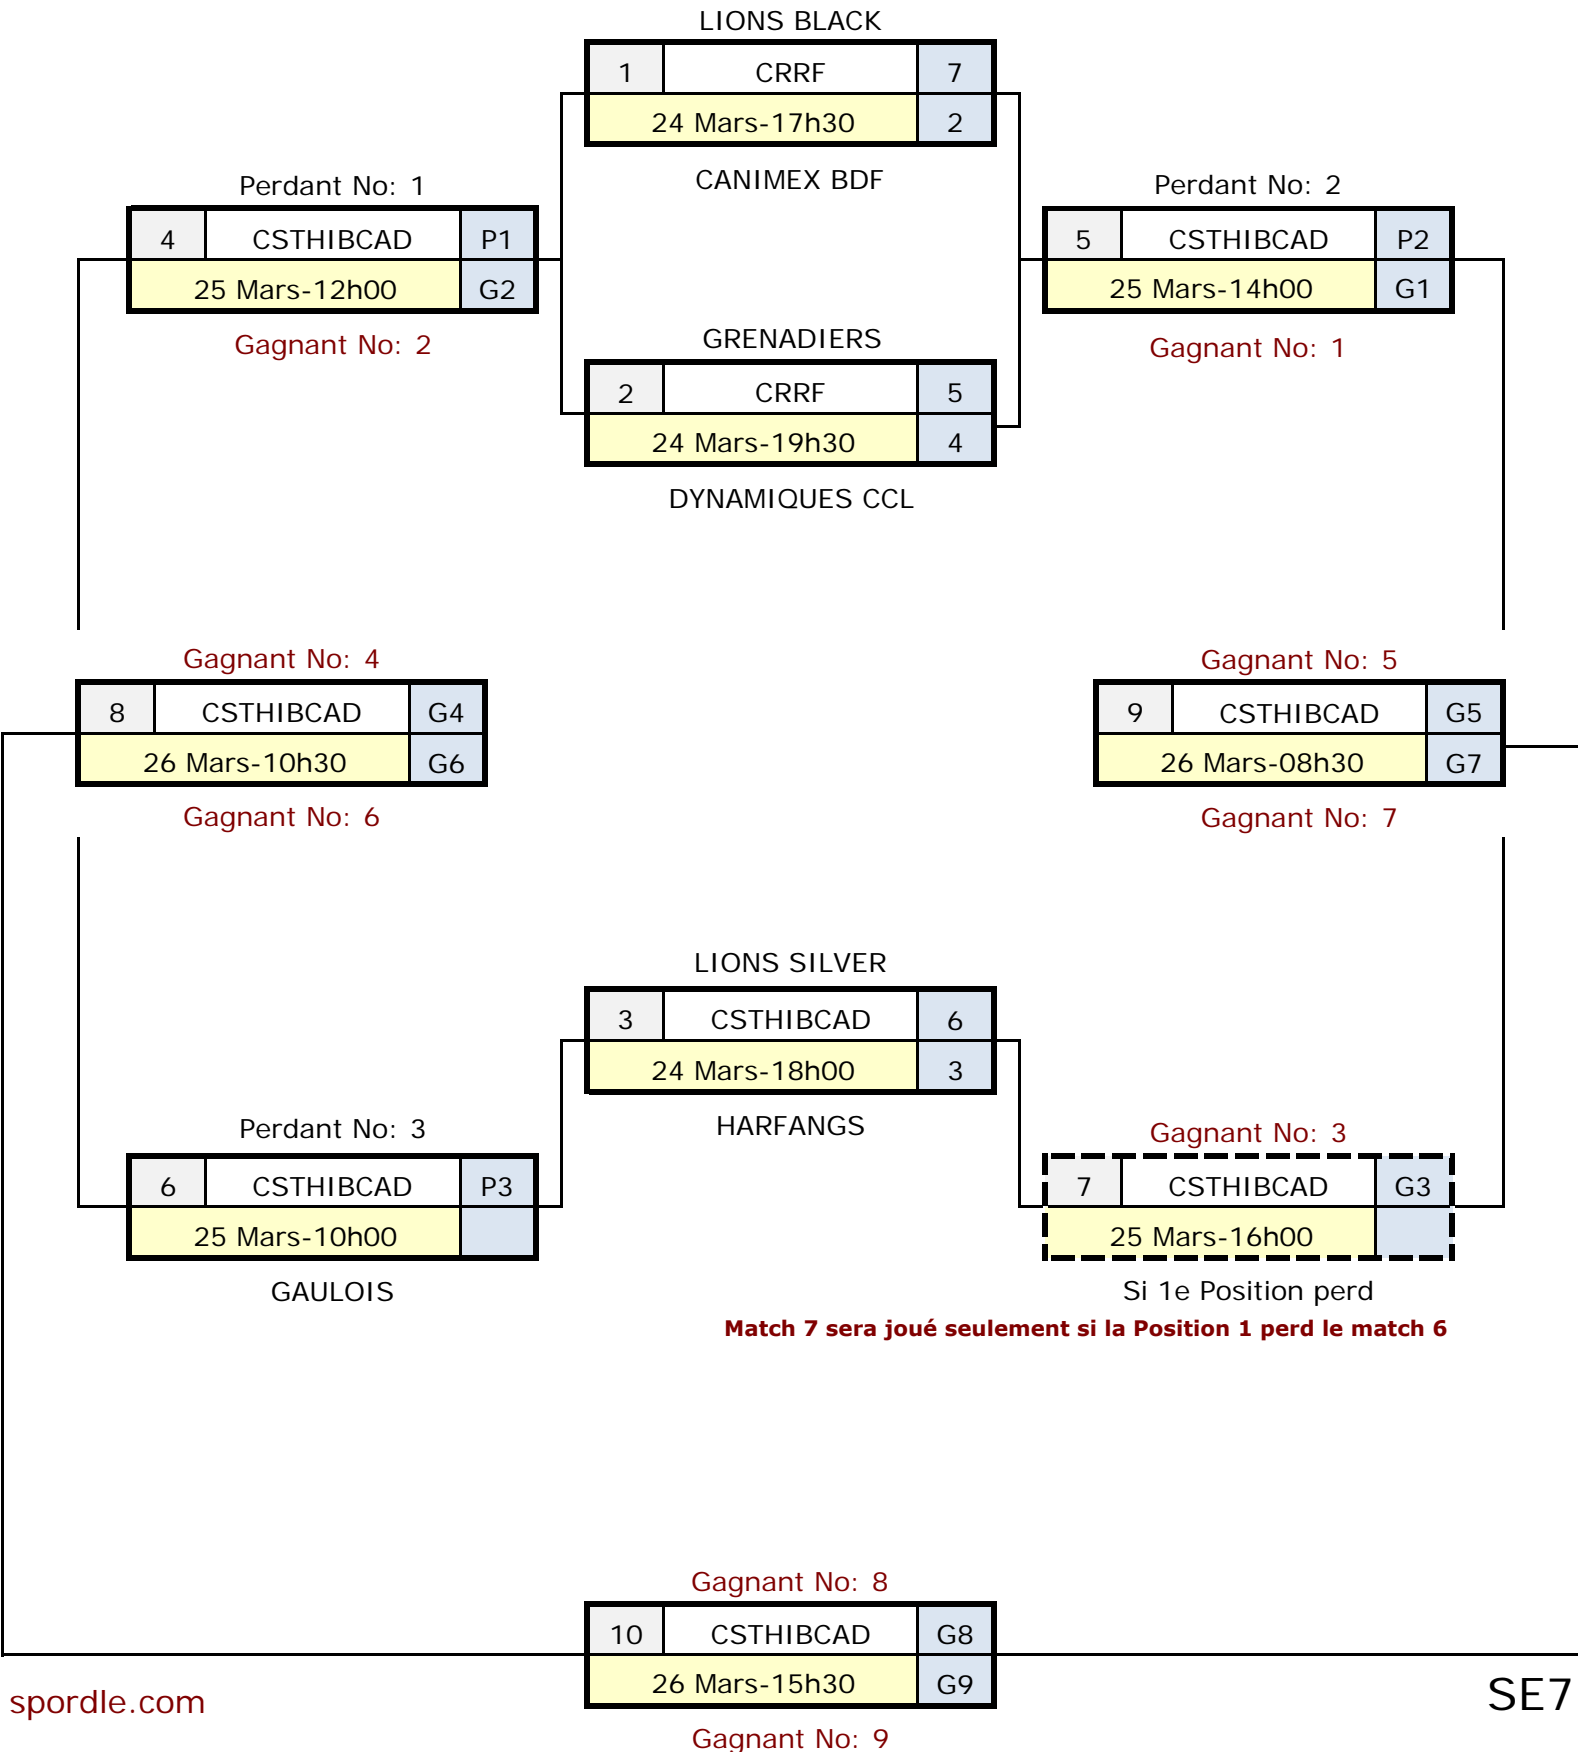 LIONS BLACK
1 CRRF 7
24 Mars-17h30 2
CANIMEX BDF
Perdant No: 1
4 CSTHIBCAD P1
25 Mars-12h00 G2
Gagnant No: 2
Perdant No: 2
5 CSTHIBCAD P2
25 Mars-14h00 G1
Gagnant No: 1
GRENADIERS
2 CRRF 5
24 Mars-19h30 4
DYNAMIQUES CCL
Gagnant No: 4
8 CSTHIBCAD G4
26 Mars-10h30 G6
Gagnant No: 6
Gagnant No: 5
9 CSTHIBCAD G5
26 Mars-08h30 G7
Gagnant No: 7
LIONS SILVER
3 CSTHIBCAD 6
24 Mars-18h00 3
HARFANGS
Perdant No: 3
6 CSTHIBCAD P3
25 Mars-10h00
GAULOIS
Gagnant No: 3
7 CSTHIBCAD G3
25 Mars-16h00
Si 1e Position perd
Match 7 sera joué seulement si la Position 1 perd le match 6
Gagnant No: 8
10 CSTHIBCAD G8
26 Mars-15h30 G9
Gagnant No: 9
spordle.com
SE7